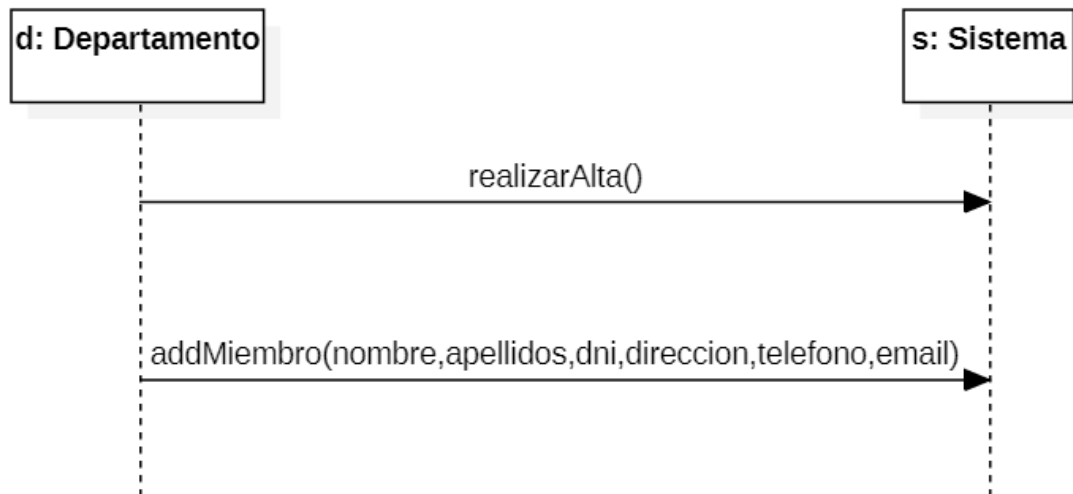 d: Departamento
s: Sistema
realizarAlta()
addMiembro(nombre,apellidos,dni,direccion,telefono,email)